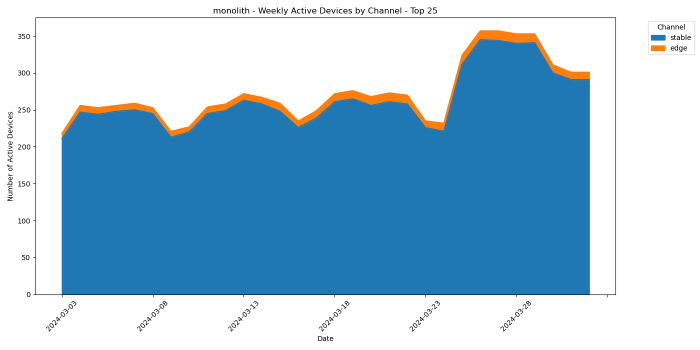 monolith - Weekly Active Devices by Channel - Top 25
Channel
stable
edge
Number of Active Devices
350
300
250
200
150
100
50
0
2024-03-03
2024-03-08
2024-03-13
2024-03-18
2024-03-23
2024-03-28
Date